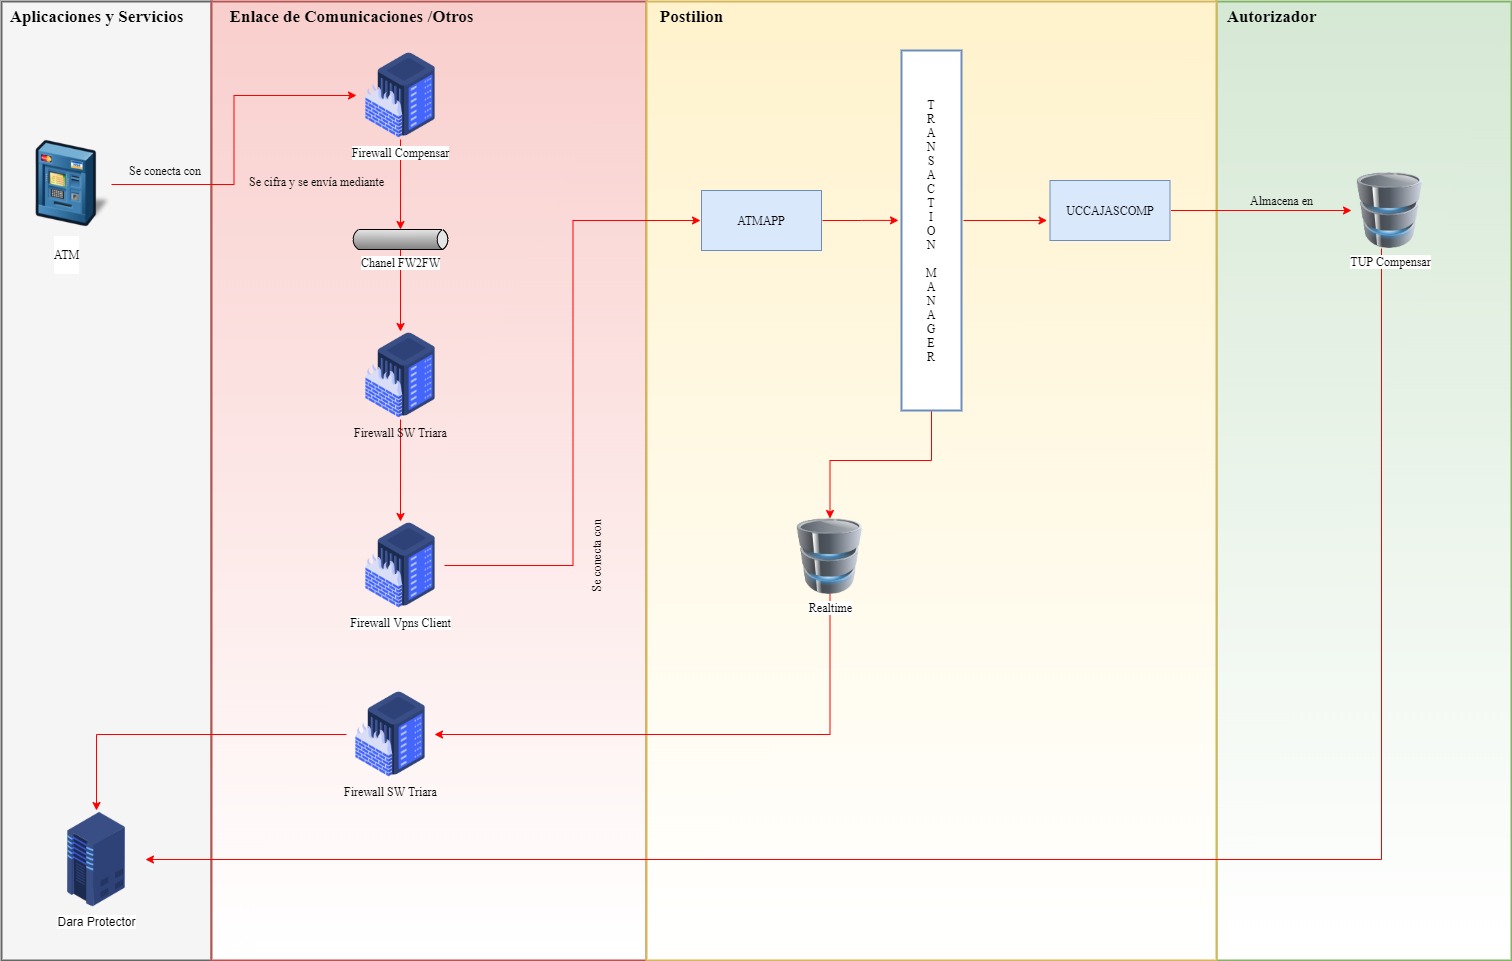 Aplicaciones y Servicios
Enlace de Comunicaciones /Otros
Postilion
Autorizador
Firewall Compensar
Se conecta con
Se cifra y se envía mediante
ATM
Chanel FW2FW
ATMAPP
TRANSACTION MANAGER
UCCAJASCOMP
Almacena en
TUP Compensar
Firewall SW Triara
Se conecta con
Realtime
Firewall Vpns Client
Firewall SW Triara
Dara Protector